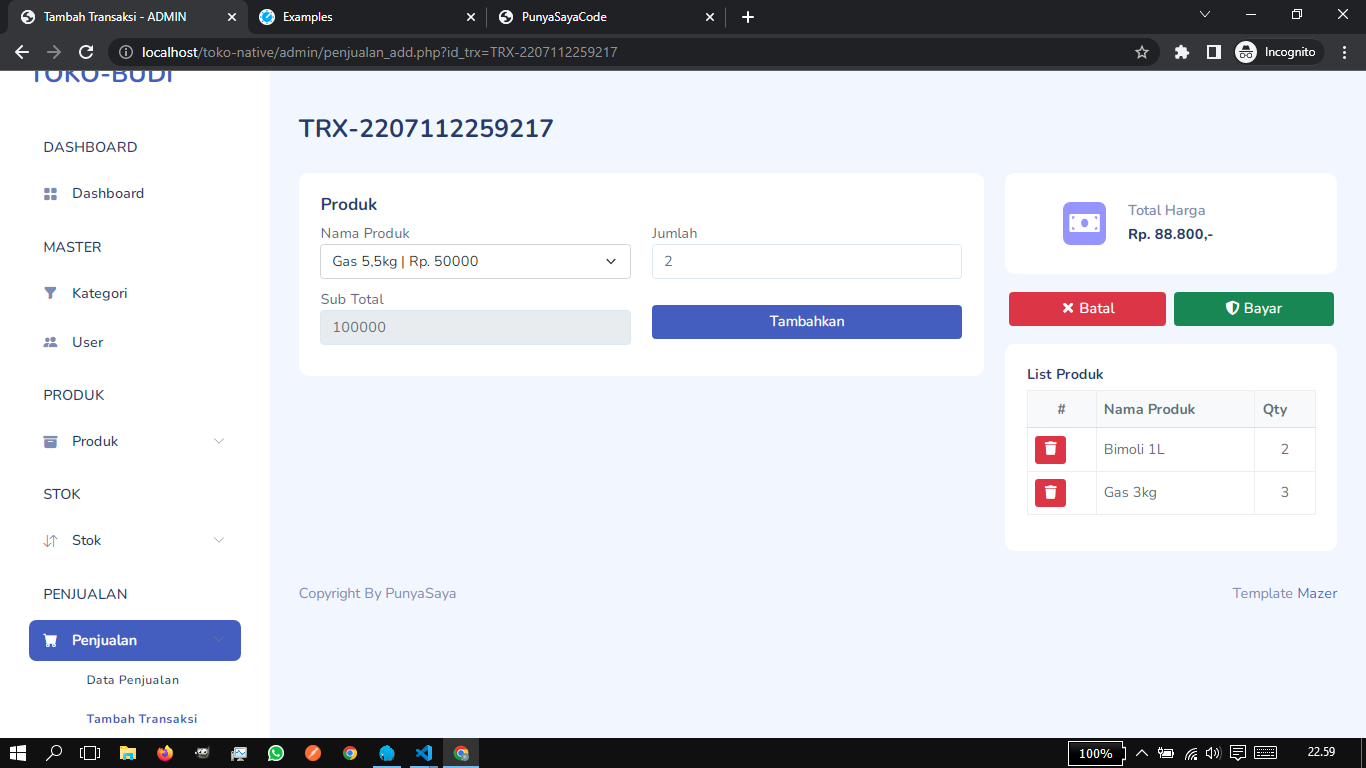 Tambah Transaksi - ADMIN
Examples
PunyaSayaCode
localhost/toko-native/admin/penjualan_add.php?id_trx=TRX-2207112259217
Incognito
TOKO-BUDI
DASHBOARD
Dashboard
MASTER
Kategori
User
PRODUK
Produk
STOK
Stok
PENJUALAN
Penjualan
Data Penjualan
Tambah Transaksi
TRX-2207112259217
Produk
Nama Produk
Jumlah
Gas 5,5kg | Rp. 50000
2
Sub Total
100000
Tambahkan
Total Harga
Rp. 88.800,-
Batal
Bayar
List Produk
# Nama Produk Qty
Bimoli 1L 2
Gas 3kg 3
Copyright By PunyaSaya
Template Mazer
100%
22.59